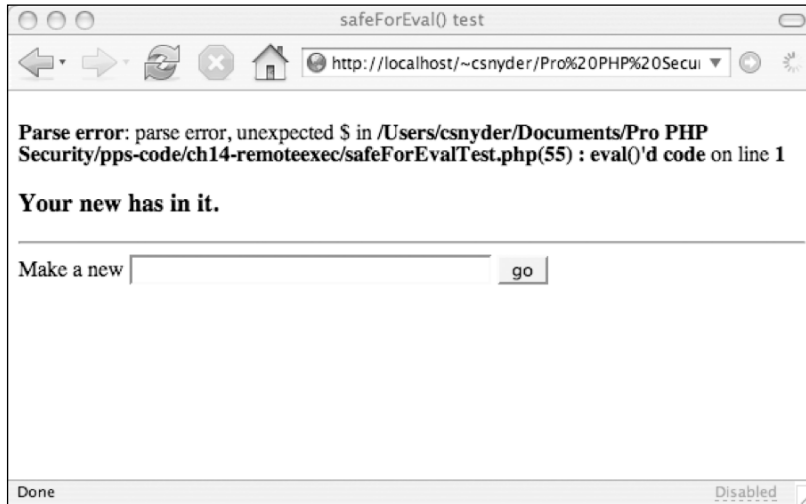 safeForEval() test
http://localhost/~csnyder/Pro%20PHP%20Secu
Parse error: parse error, unexpected $ in /Users/csnyder/Documents/Pro PHP
Security/pps-code/ch14-remoteexec/safeForEvalTest.php(55) : eval()'d code on line 1
Your new has in it.
Make a new
go
Done
Disabled